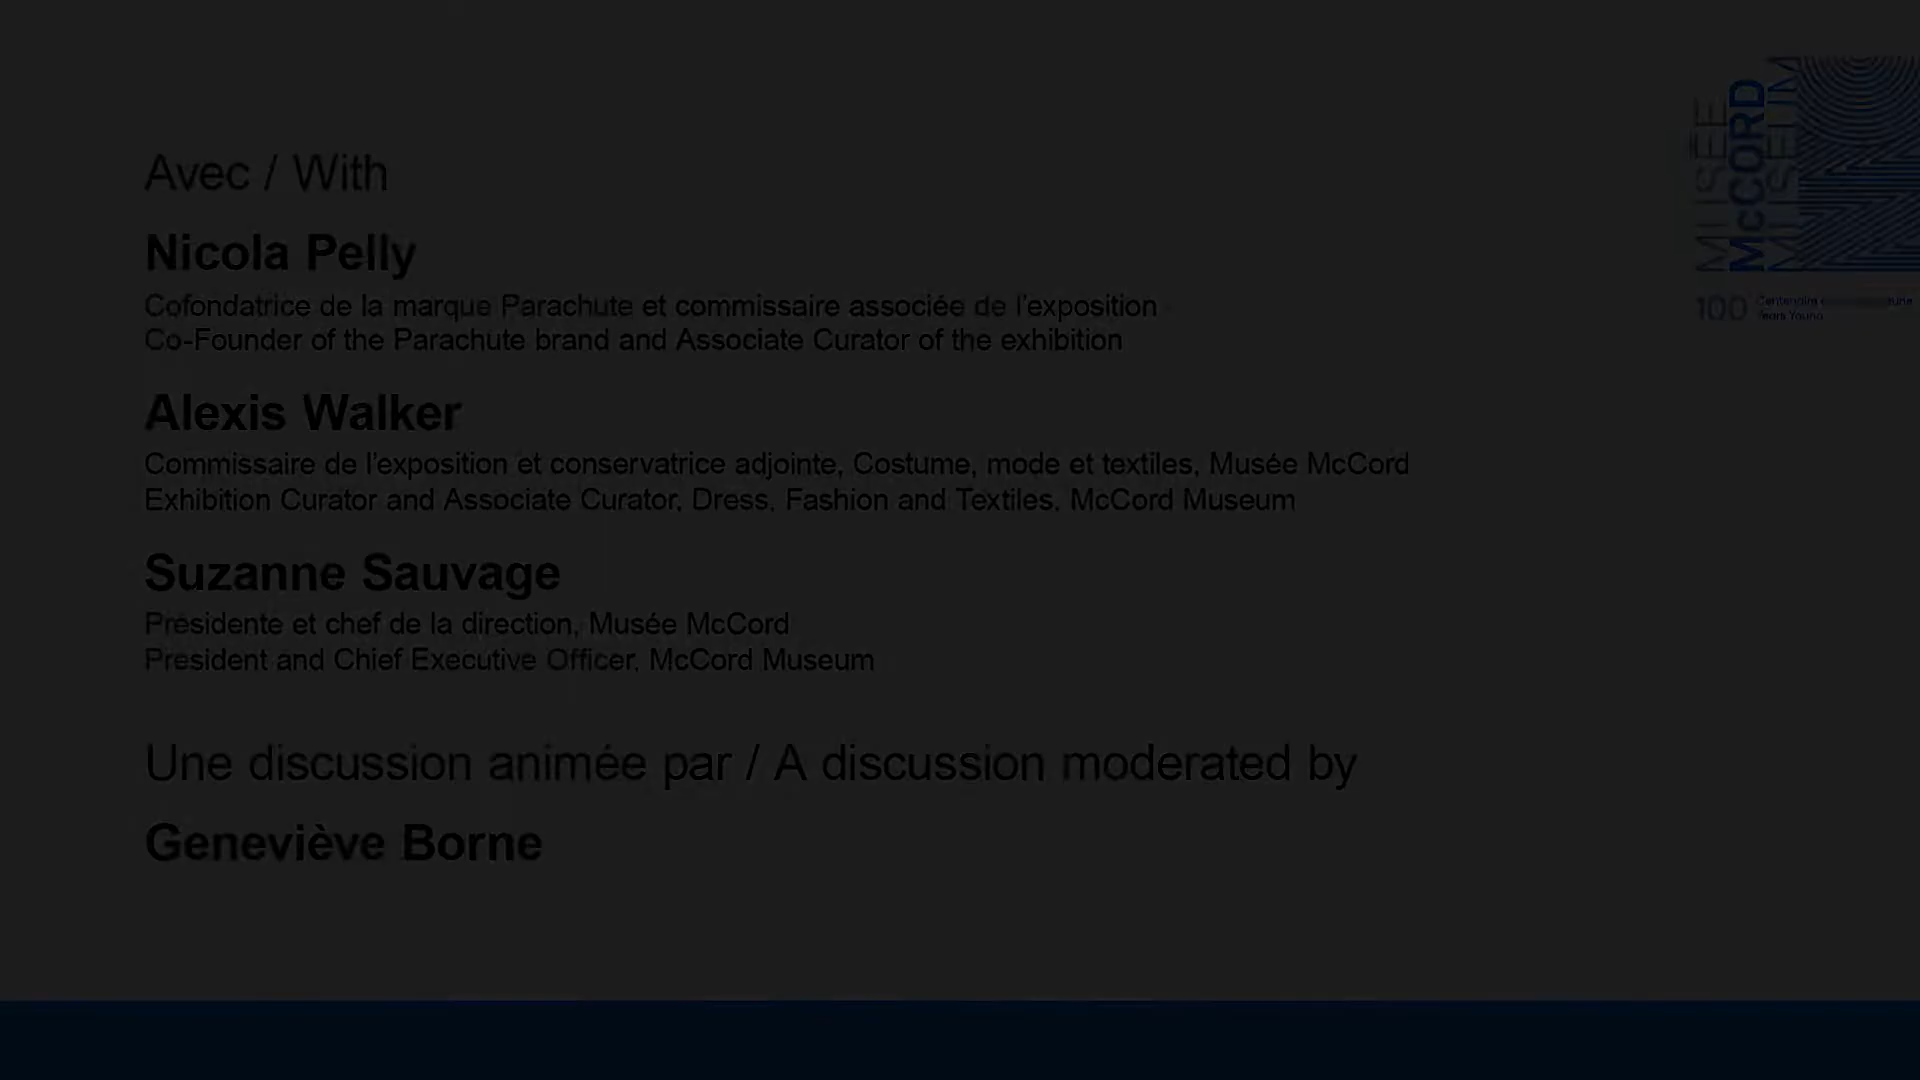 Avec / With
Nicola Pelly
Cofondatrice de la marque Parachute et commissaire associée de l'exposition
Co-Founder of the Parachute brand and Associate Curator of the exhibition
Alexis Walker
Commissaire de l'exposition et conservatrice adjointe, Costume, mode et textiles, Musée McCord
Exhibition Curator and Associate Curator, Dress, Fashion and Textiles, McCord Museum
Suzanne Sauvage
Présidente et chef de la direction, Musée McCord
President and Chief Executive Officer, McCord Museum
Une discussion animée par / A discussion moderated by
Geneviève Borne
MUSÉE
McCORD
MUSEUM
100
Centenaire
Years Young